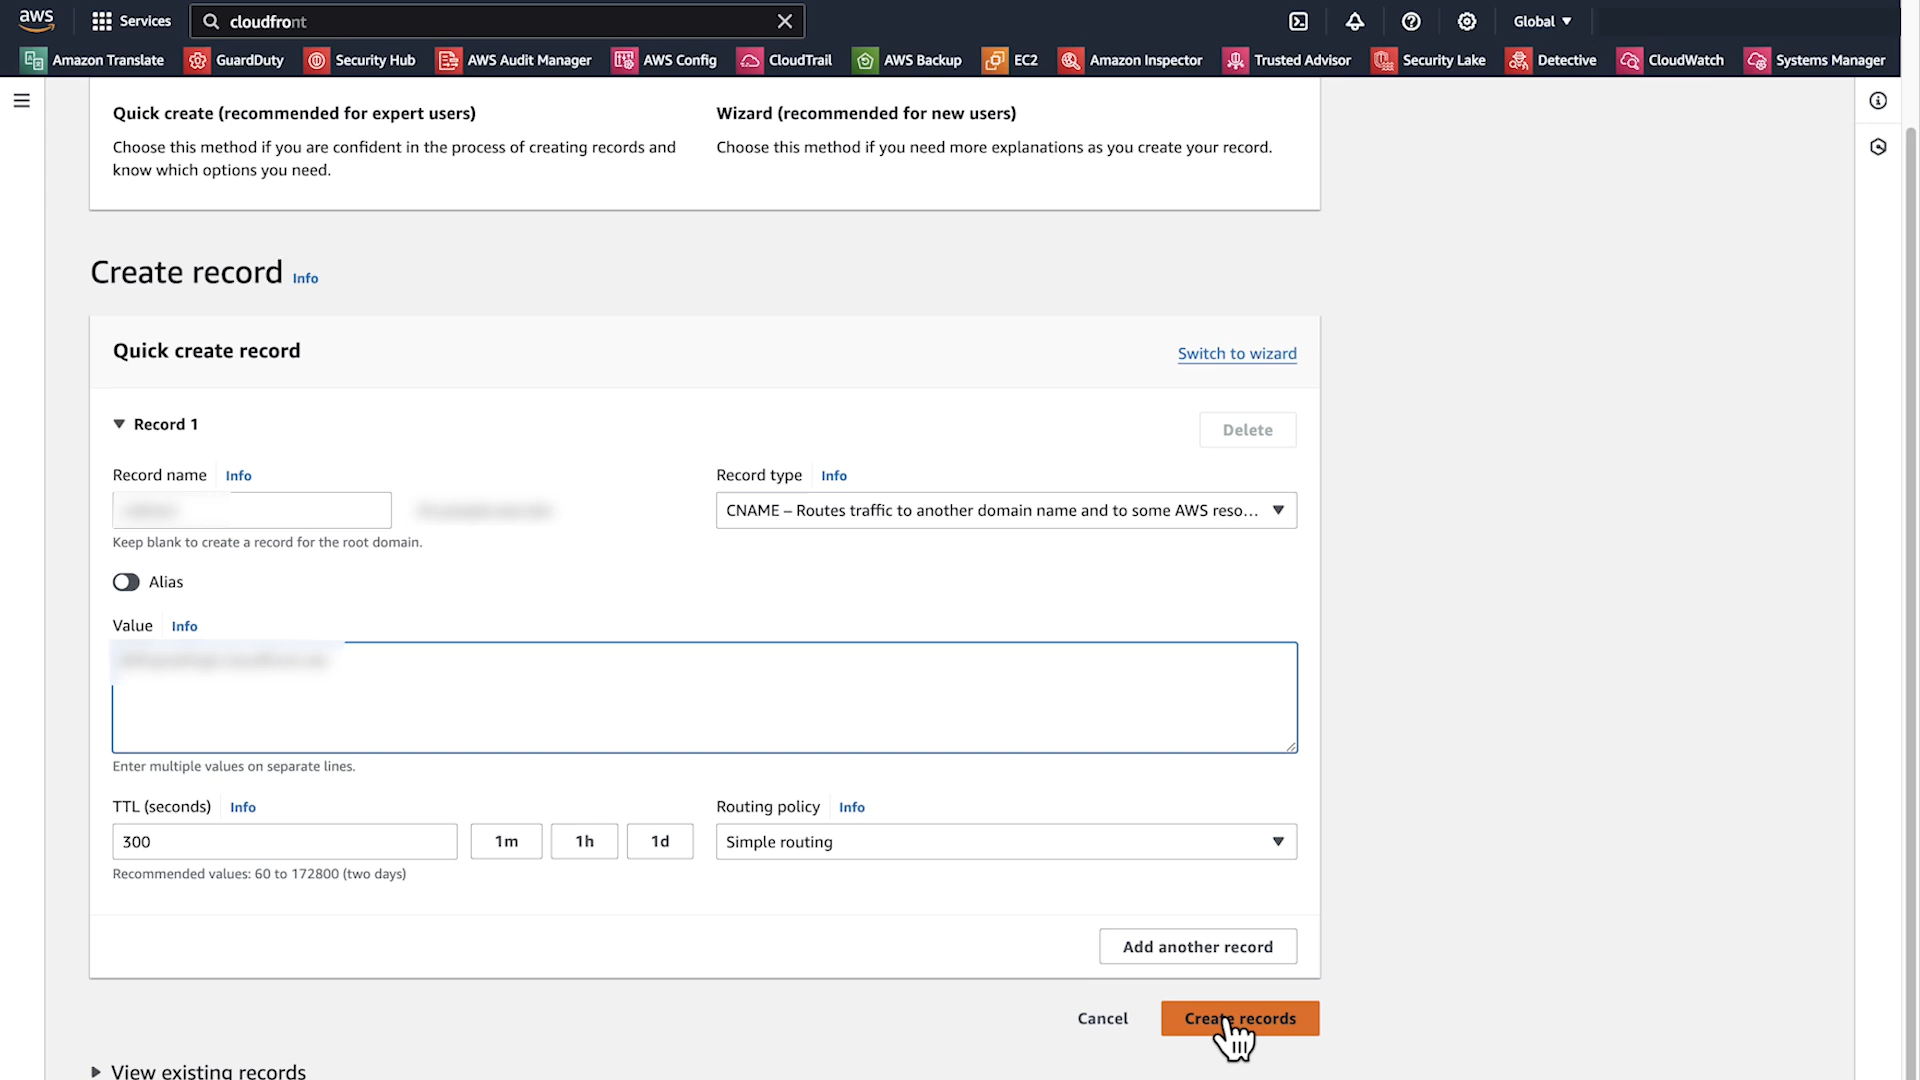 aws
Services
cloudfront
Global
Amazon Translate
GuardDuty
Security Hub
AWS Audit Manager
AWS Config
CloudTrail
AWS Backup
EC2
Amazon Inspector
Trusted Advisor
Security Lake
Detective
CloudWatch
Systems Manager
Quick create (recommended for expert users)
Choose this method if you are confident in the process of creating records and
know which options you need.
Wizard (recommended for new users)
Choose this method if you need more explanations as you create your record.
Create record Info
Quick create record
Switch to wizard
Record 1
Delete
Record name Info
Keep blank to create a record for the root domain.
Record type Info
CNAME – Routes traffic to another domain name and to some AWS reso...
Alias
Value Info
Enter multiple values on separate lines.
TTL (seconds) Info
300
1m
1h
1d
Recommended values: 60 to 172800 (two days)
Routing policy Info
Simple routing
Add another record
Cancel
Create records
View existing records